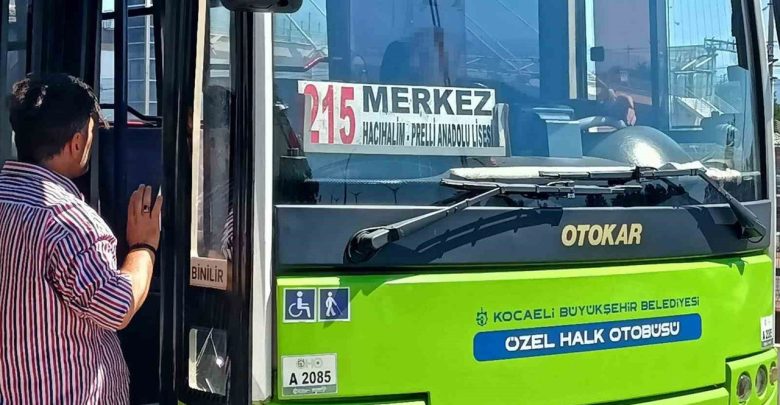 215 MERKEZ
HACIHALİM - PRELLİ ANADOLU LİSESİ
OTOKAR
BİNİLİR
KOCAELİ BÜYÜKŞEHİR BELEDİYESİ
ÖZEL HALK OTOBÜSÜ
A 2085